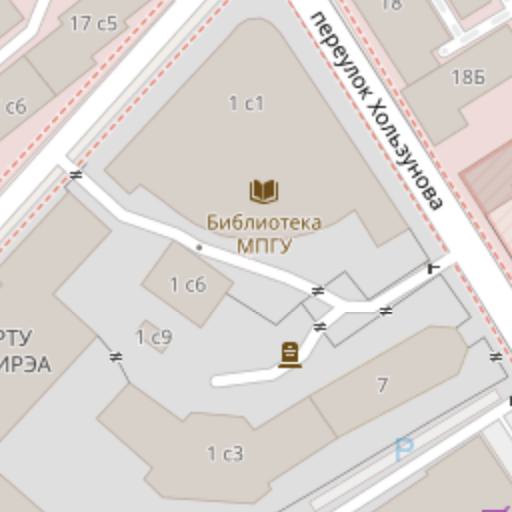 17 с5
18
с6
18Б
1 с1
переулок Хользунова
Библиотека
МПГУ
1 с6
РТУ
ИРЭА
1 с9
7
1 с3
P